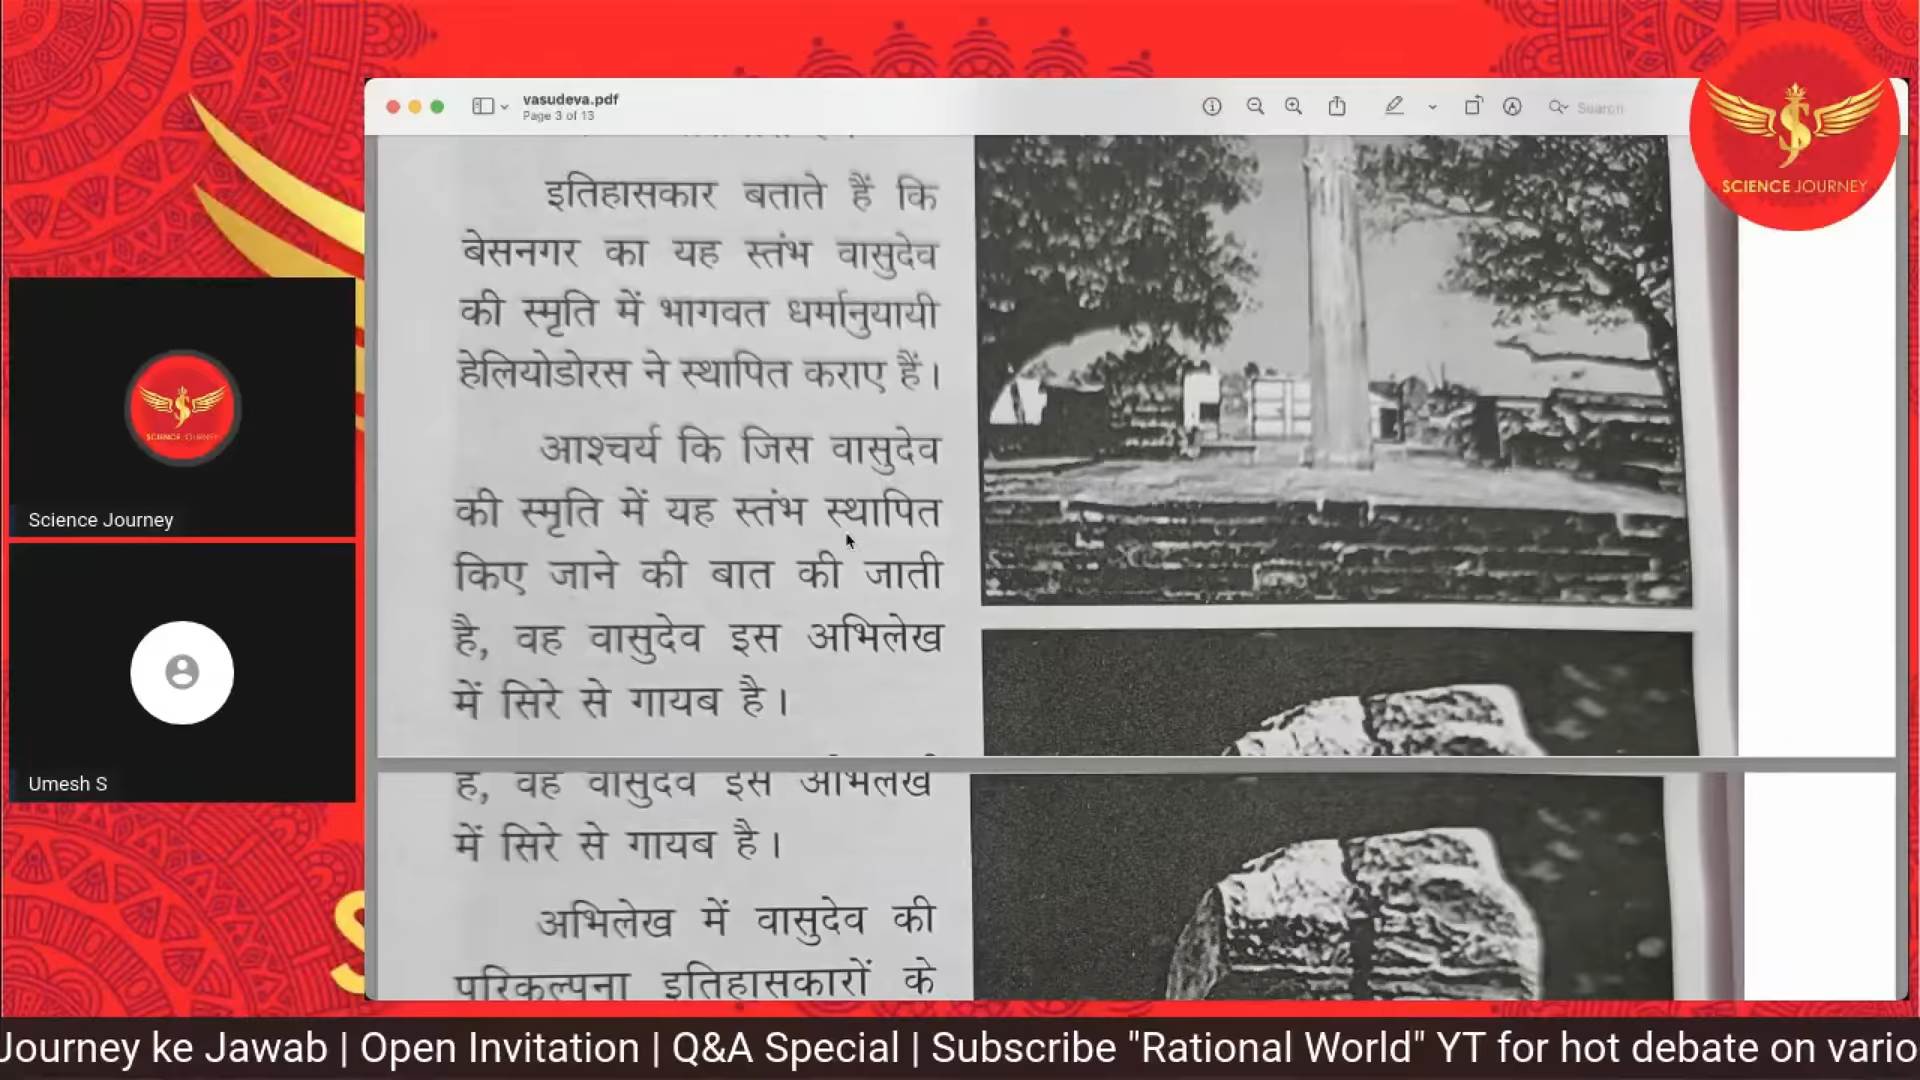 vasudeva.pdf
Page 3 of 13
Search
SCIENCE JOURNEY
इतिहासकार बताते हैं कि
बेसनगर का यह स्तंभ वासुदेव
की स्मृति में भागवत धर्मानुयायी
हेलियोडोरस ने स्थापित कराए हैं।
आश्चर्य कि जिस वासुदेव
की स्मृति में यह स्तंभ स्थापित
किए जाने की बात की जाती
है, वह वासुदेव इस अभिलेख
में सिरे से गायब है।
है, वह वासुदेव इस अभिलेख
में सिरे से गायब है।
अभिलेख में वासुदेव की
परिकल्पना इतिहासकारों के
SCIENCE JOURNEY
Science Journey
Umesh S
S
Journey ke Jawab | Open Invitation | Q&A Special | Subscribe "Rational World" YT for hot debate on vario